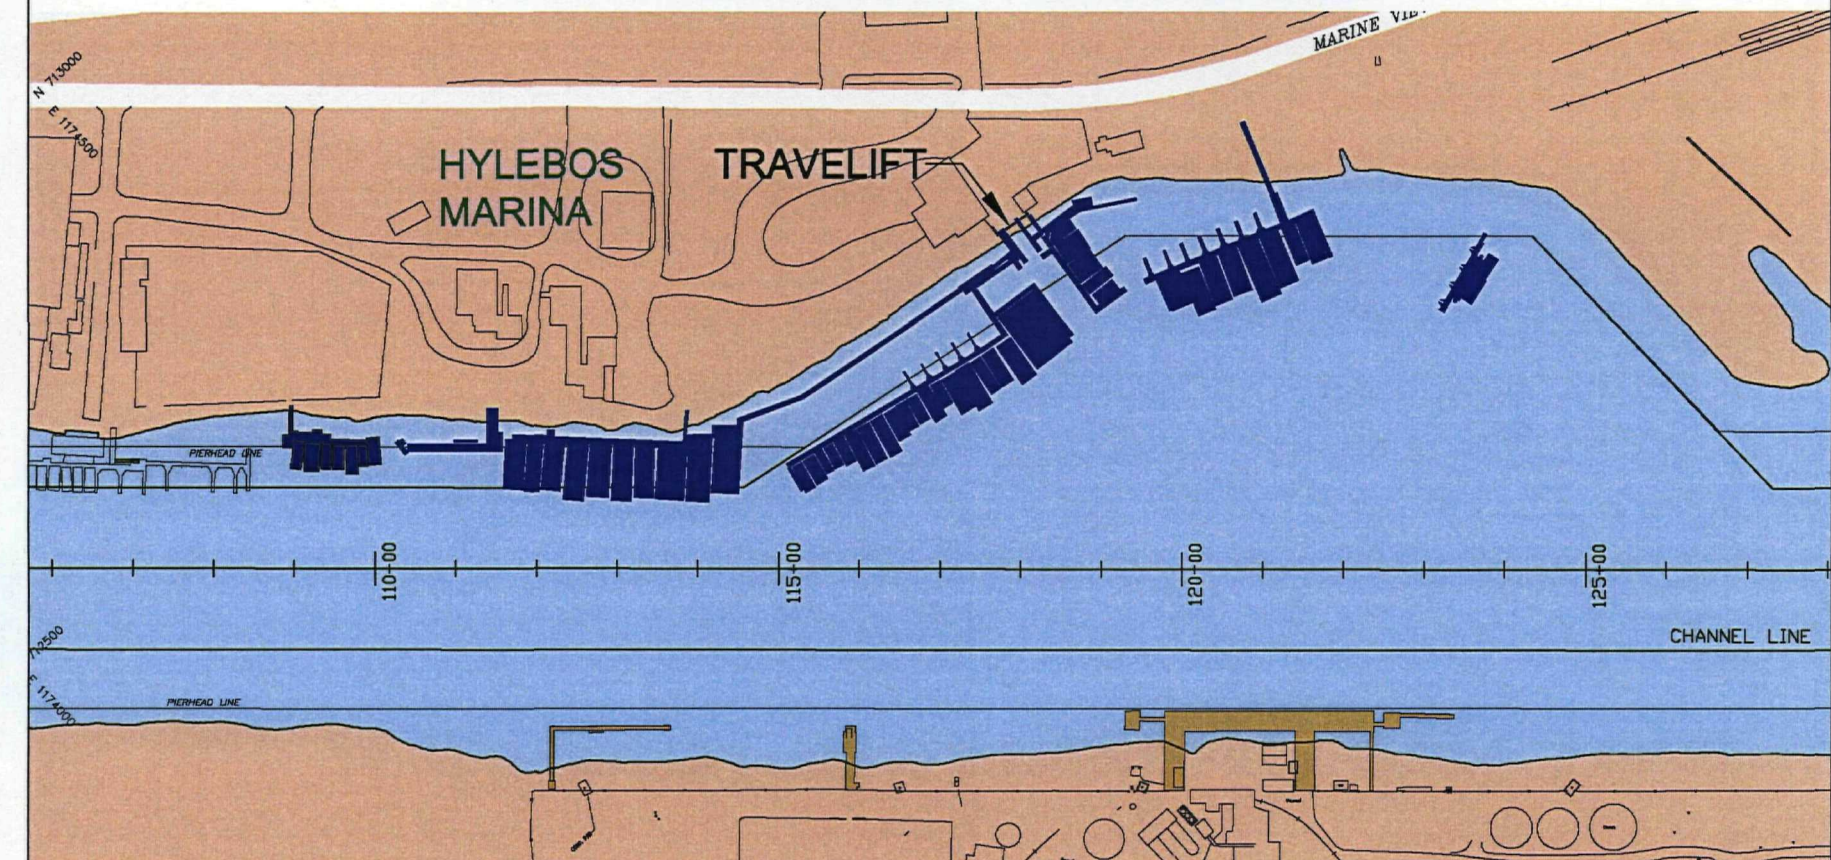 MARINE VIE
N 713000
E 1174500
HYLEBOS
MARINA
TRAVELIFT
PIERHEAD LINE
110+00
115+00
120+00
125+00
CHANNEL LINE
712500
E 1174000
PIERHEAD LINE